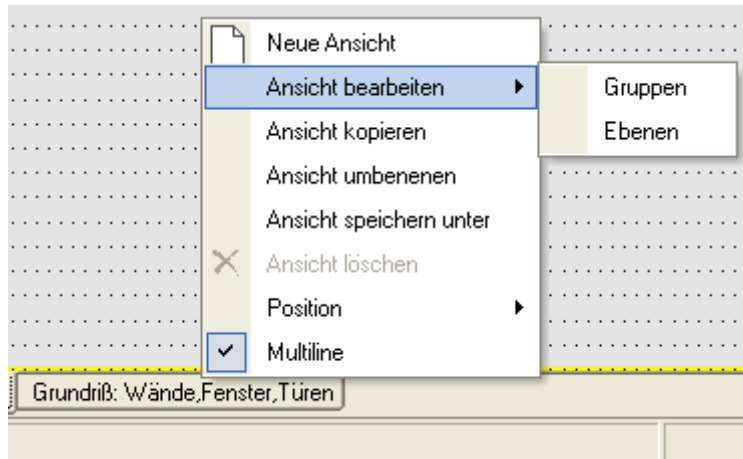 Neue Ansicht
Ansicht bearbeiten
Gruppen
Ansicht kopieren
Ebenen
Ansicht umbenenen
Ansicht speichern unter
Ansicht löschen
Position
Multiline
Grundriß: Wände,Fenster,Türen